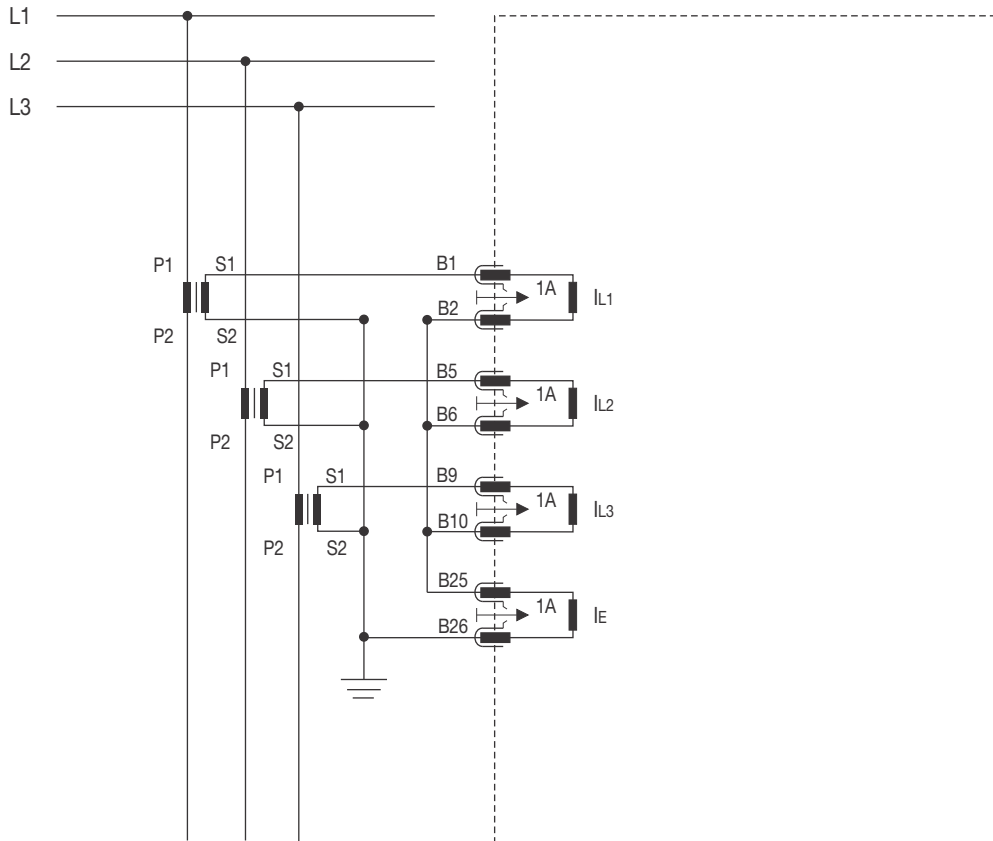 L1
L2
L3
P1 S1 B1 1A IL1
P2 S2 B2
P1 S1 B5 1A IL2
P2 S2 B6
P1 S1 B9 1A IL3
P2 S2 B10
B25 1A IE
B26